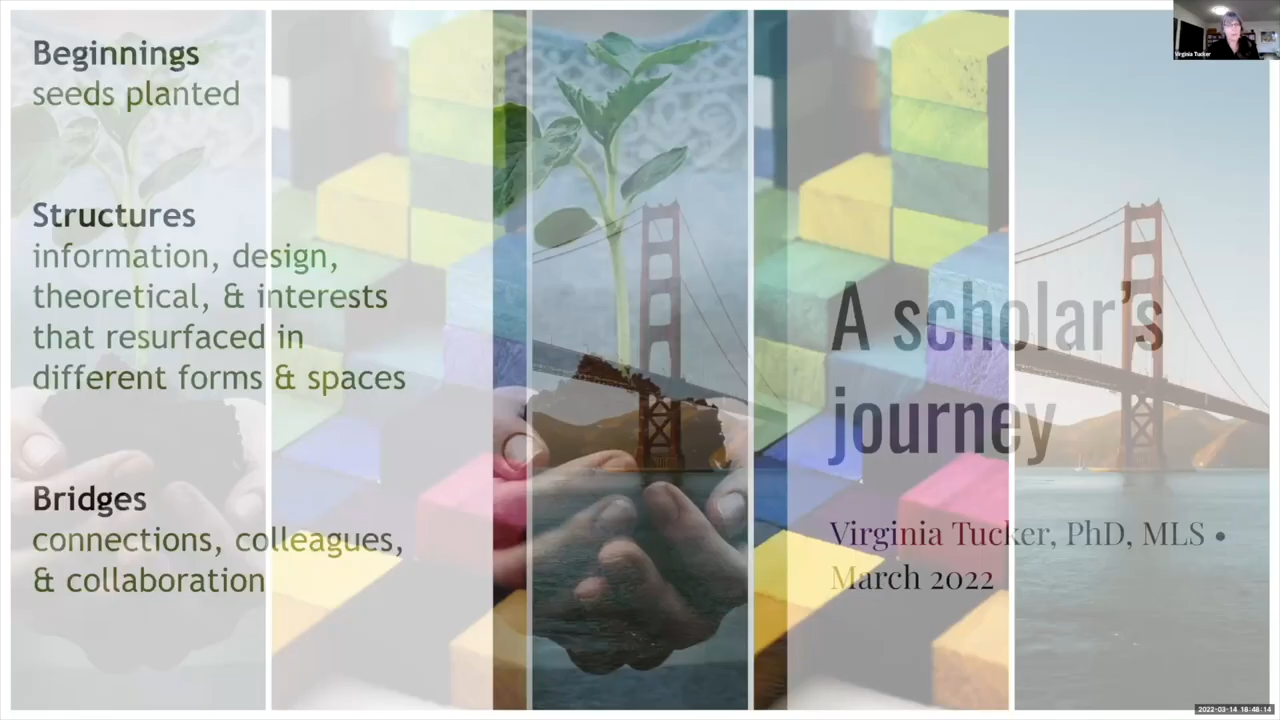 Beginnings
seeds planted
Structures
information, design,
theoretical, & interests
that resurfaced in
different forms & spaces
Bridges
connections, colleagues,
& collaboration
A scholar's
journey
Virginia Tucker, PhD, MLS •
March 2022
Virginia Tucker
2022-03-14 18:48:14